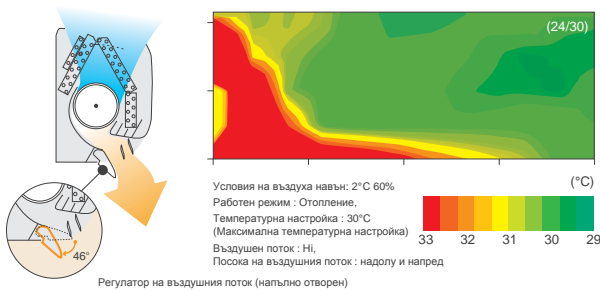 (24/30)
Условия на въздуха навън: 2°C 60%
Работен режим : Отопление,
Температурна настройка : 30°C
(Максимална температурна настройка)
Въздушен поток : Hi,
Посока на въздушния поток : надолу и напред
(°C)
33 32 31 30 29
46°
Регулатор на въздушния поток (напълно отворен)